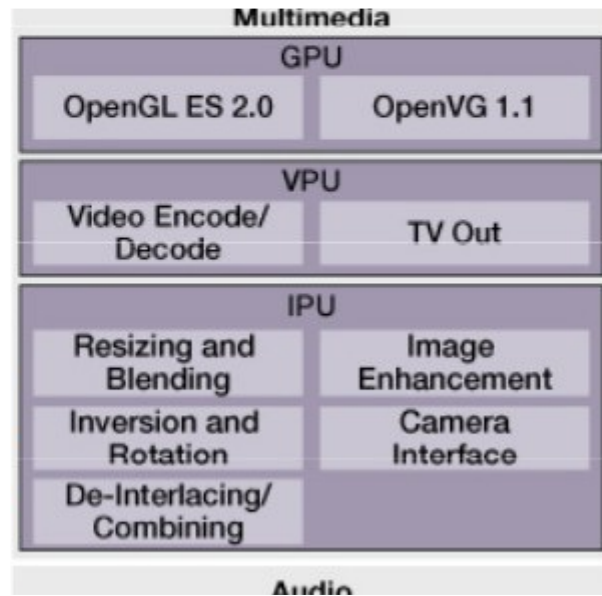 Multimedia
GPU
OpenGL ES 2.0
OpenVG 1.1
VPU
Video Encode/
Decode
TV Out
IPU
Resizing and
Blending
Image
Enhancement
Inversion and
Rotation
Camera
Interface
De-Interlacing/
Combining
Audio